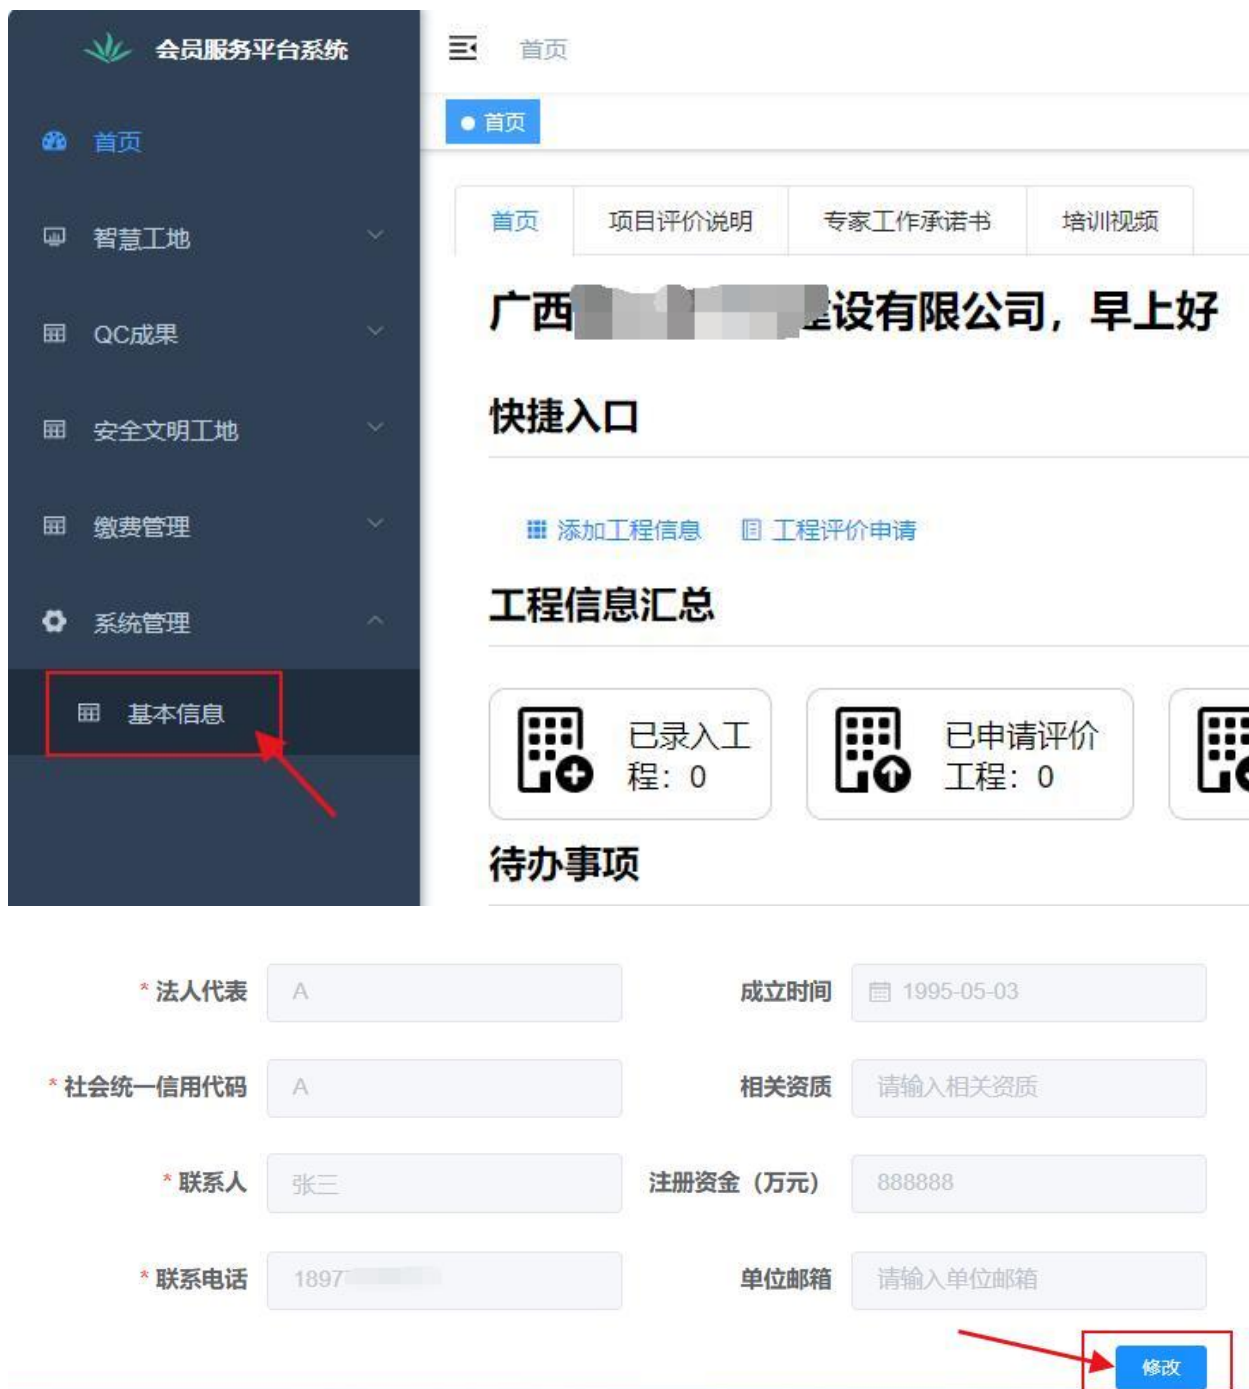 会员服务平台系统
首页
首页
首页
智慧工地
QC成果
安全文明工地
缴费管理
系统管理
基本信息
首页 项目评价说明 专家工作承诺书 培训视频
广西 建设有限公司，早上好
快捷入口
添加工程信息 工程评价申请
工程信息汇总
已录入工
程：0
已申请评价
工程：0
待办事项
* 法人代表 A 成立时间 1995-05-03
* 社会统一信用代码 A 相关资质 请输入相关资质
* 联系人 张三 注册资金（万元） 888888
* 联系电话 1897 单位邮箱 请输入单位邮箱
修改